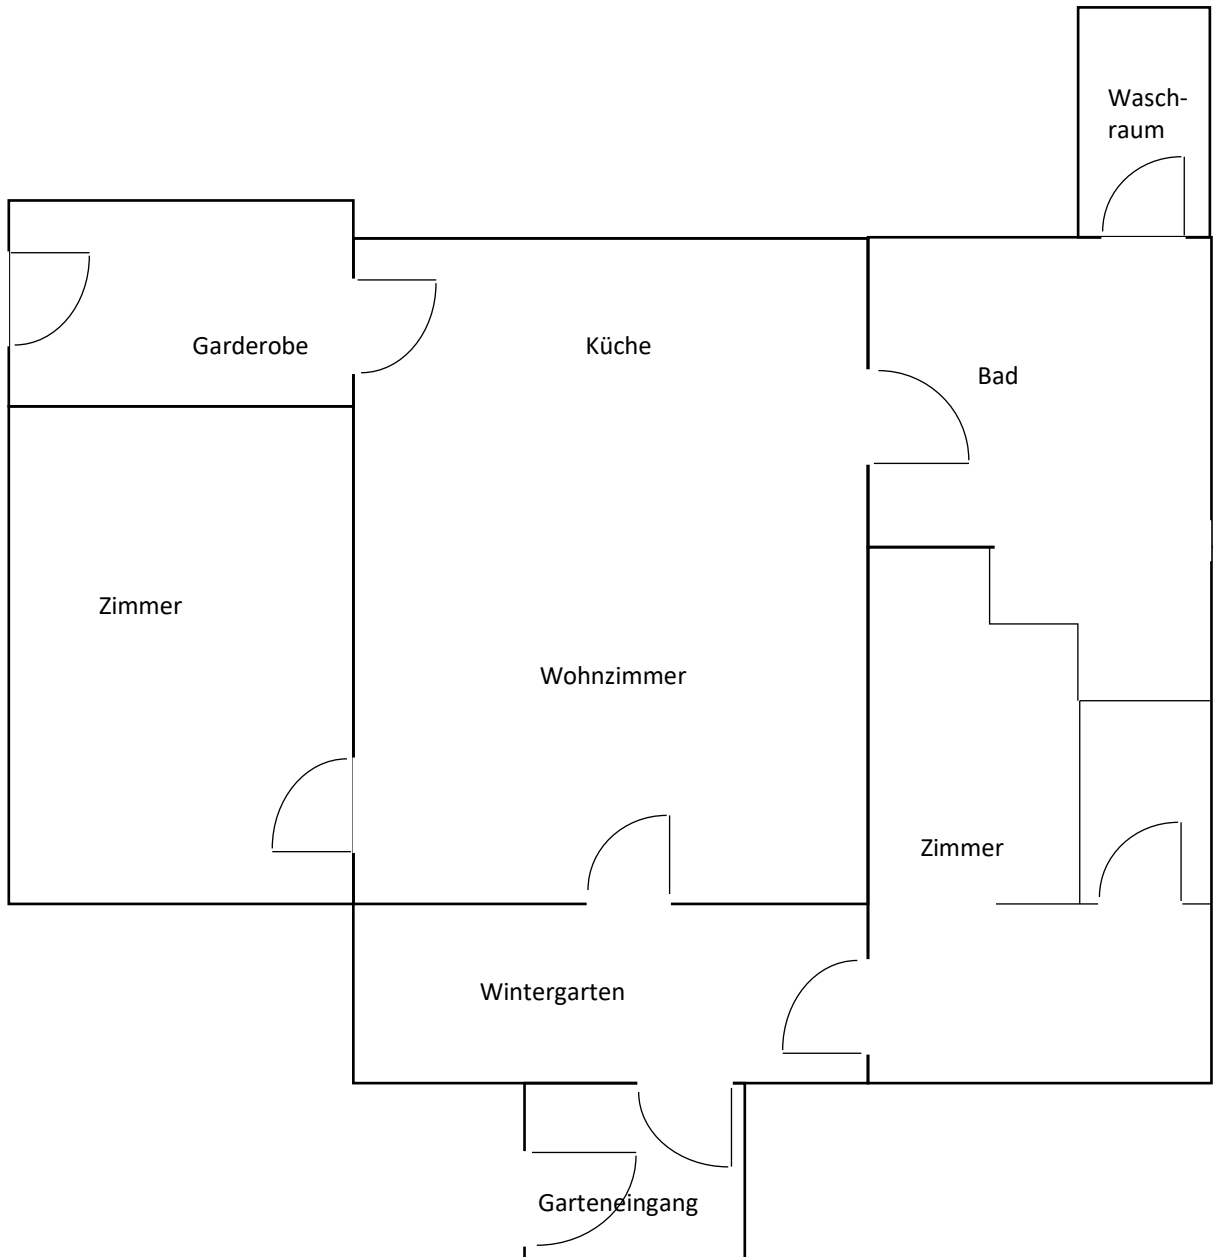 Wasch-
raum
Garderobe
Küche
Bad
Zimmer
Wohnzimmer
Zimmer
Wintergarten
Garteneingang